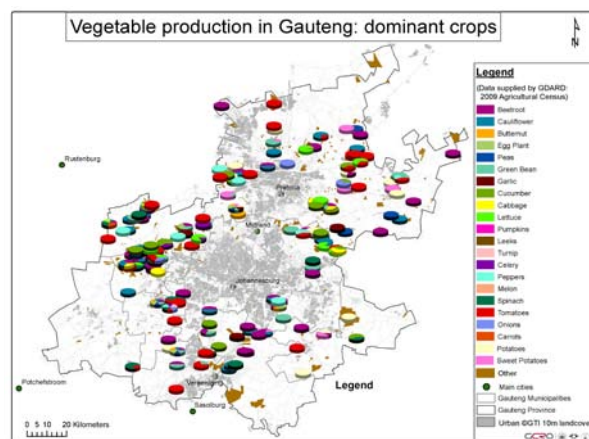 Vegetable production in Gauteng: dominant crops
N
Legend
(Data supplied by GDARD:
2009 Agricultural Census)
Beetroot
Cauliflower
Butternut
Egg Plant
Peas
Green Bean
Garlic
Cucumber
Cabbage
Lettuce
Pumpkins
Leeks
Turnip
Celery
Peppers
Melon
Spinach
Tomatoes
Onions
Carrots
Potatoes
Sweet Potatoes
Other
Main cities
Gauteng Municipalities
Gauteng Province
Urban ©GTI 10m landcover
Rustenburg
Pretoria
Midrand
Johannesburg
Legend
Vereeniging
Potchefstroom
Sasolburg
0 5 10 20 Kilometers